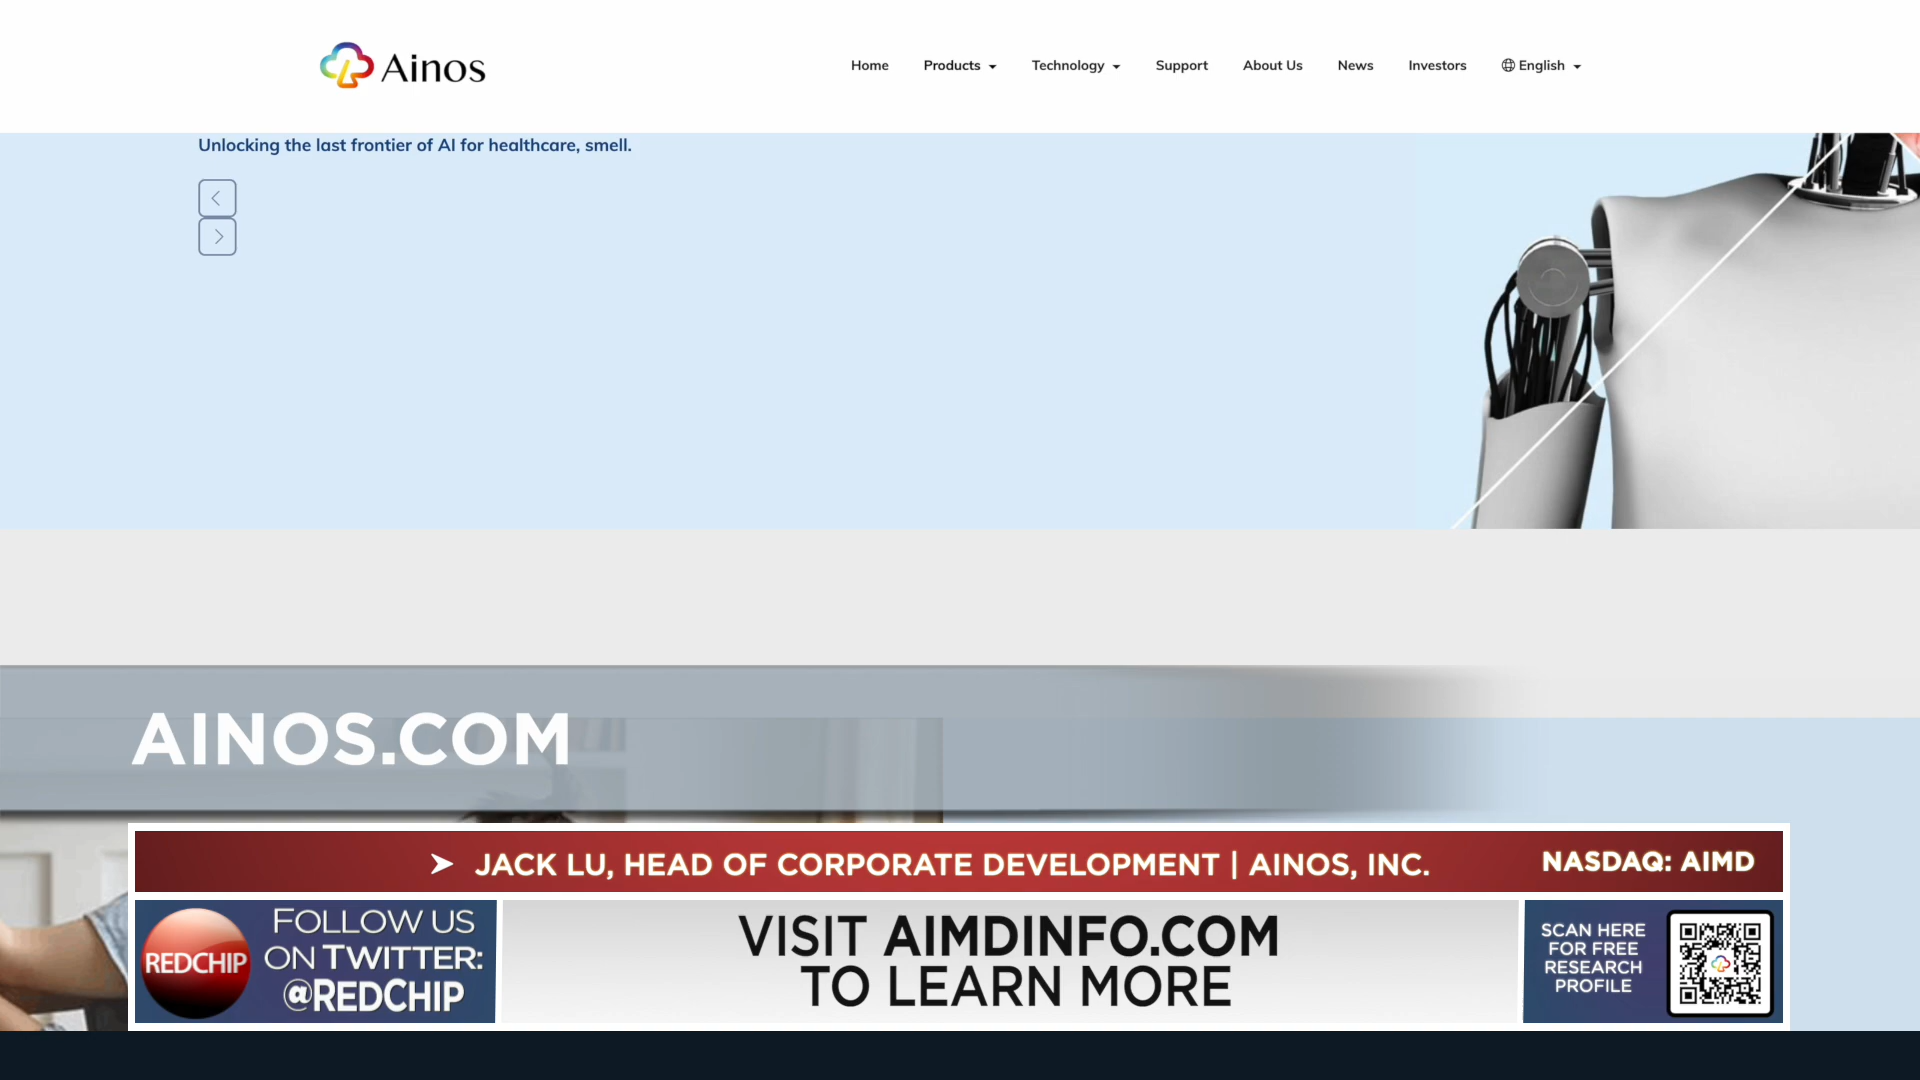 Ainos
Home Products Technology Support About Us News Investors English
Unlocking the last frontier of AI for healthcare, smell.
AINOS.COM
JACK LU, HEAD OF CORPORATE DEVELOPMENT | AINOS, INC.
NASDAQ: AIMD
REDCHIP
FOLLOW US
ON TWITTER:
@REDCHIP
VISIT AIMDINFO.COM
TO LEARN MORE
SCAN HERE
FOR FREE
RESEARCH
PROFILE